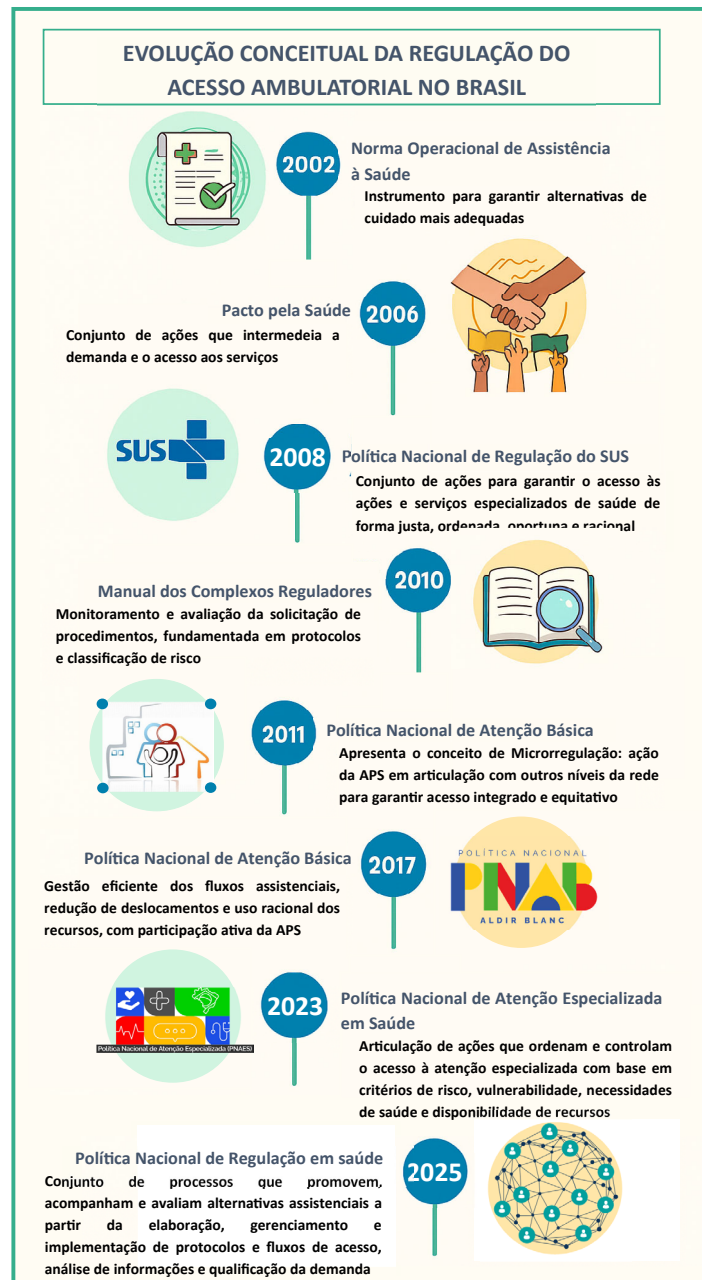 EVOLUÇÃO CONCEITUAL DA REGULAÇÃO DO
ACESSO AMBULATORIAL NO BRASIL
2002
Norma Operacional de Assistência
à Saúde
Instrumento para garantir alternativas de
cuidado mais adequadas
Pacto pela Saúde
2006
Conjunto de ações que intermedeia a
demanda e o acesso aos serviços
SUS
2008
Política Nacional de Regulação do SUS
Conjunto de ações para garantir o acesso às
ações e serviços especializados de saúde de
forma justa, ordenada, oportuna e racional
Manual dos Complexos Reguladores
2010
Monitoramento e avaliação da solicitação de
procedimentos, fundamentada em protocolos
e classificação de risco
2011
Política Nacional de Atenção Básica
Apresenta o conceito de Microrregulação: ação
da APS em articulação com outros níveis da rede
para garantir acesso integrado e equitativo
Política Nacional de Atenção Básica
2017
Gestão eficiente dos fluxos assistenciais,
redução de deslocamentos e uso racional dos
recursos, com participação ativa da APS
POLÍTICA NACIONAL
PNAB
ALDIR BLANC
Política Nacional de Atenção Especializada (PNAES)
2023
Política Nacional de Atenção Especializada
em Saúde
Articulação de ações que ordenam e controlam
o acesso à atenção especializada com base em
critérios de risco, vulnerabilidade, necessidades
de saúde e disponibilidade de recursos
Política Nacional de Regulação em saúde
2025
Conjunto de processos que promovem,
acompanham e avaliam alternativas assistenciais a
partir da elaboração, gerenciamento e
implementação de protocolos e fluxos de acesso,
análise de informações e qualificação da demanda